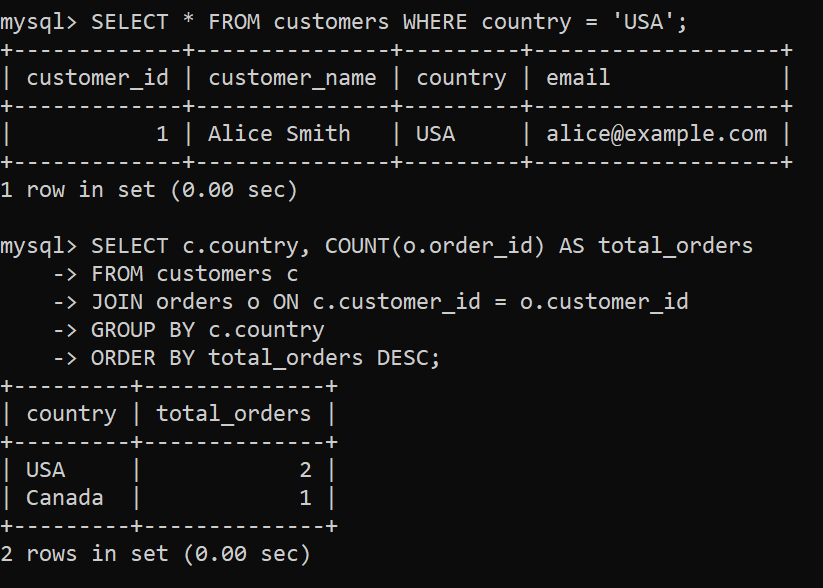 mysql> SELECT * FROM customers WHERE country = 'USA';
+-------------+---------------+---------+-------------------+
| customer_id | customer_name | country | email             |
+-------------+---------------+---------+-------------------+
|           1 | Alice Smith   | USA     | alice@example.com |
+-------------+---------------+---------+-------------------+
1 row in set (0.00 sec)

mysql> SELECT c.country, COUNT(o.order_id) AS total_orders
    -> FROM customers c
    -> JOIN orders o ON c.customer_id = o.customer_id
    -> GROUP BY c.country
    -> ORDER BY total_orders DESC;
+---------+--------------+
| country | total_orders |
+---------+--------------+
| USA     |            2 |
| Canada  |            1 |
+---------+--------------+
2 rows in set (0.00 sec)